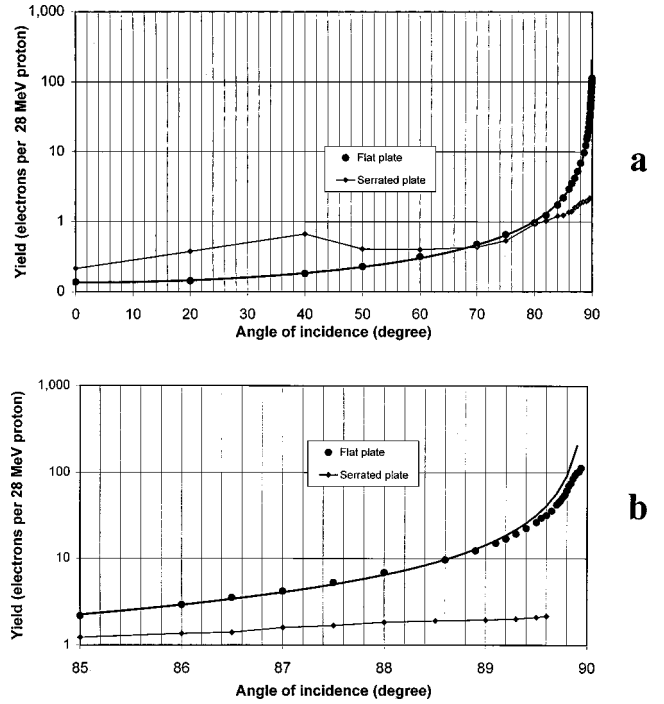 1,000
100
10
1
0
Yield (electrons per 28 MeV proton)
Flat plate
Serrated plate
0 10 20 30 40 50 60 70 80 90
Angle of incidence (degree)
a
1,000
100
10
1
Yield (electrons per 28 MeV proton)
Flat plate
Serrated plate
85 86 87 88 89 90
Angle of incidence (degree)
b